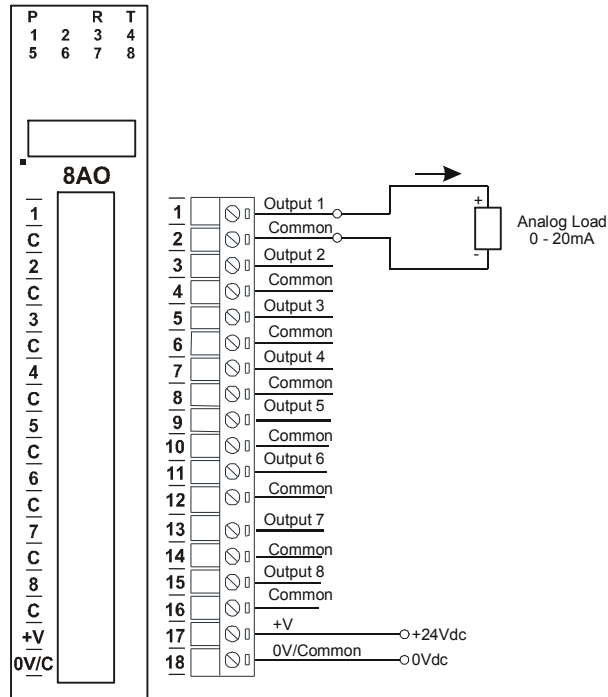 P R T
1 2 3 4
5 6 7 8
8AO
1
C
2
C
3
C
4
C
5
C
6
C
7
C
8
C
+V
0V/C
1 Output 1
2 Common
3 Output 2
4 Common
5 Output 3
6 Common
7 Output 4
8 Common
9 Output 5
10 Common
11 Output 6
12 Common
13 Output 7
14 Common
15 Output 8
16 Common
17 +V +24Vdc
18 0V/Common 0Vdc
+
-
Analog Load
0 - 20mA